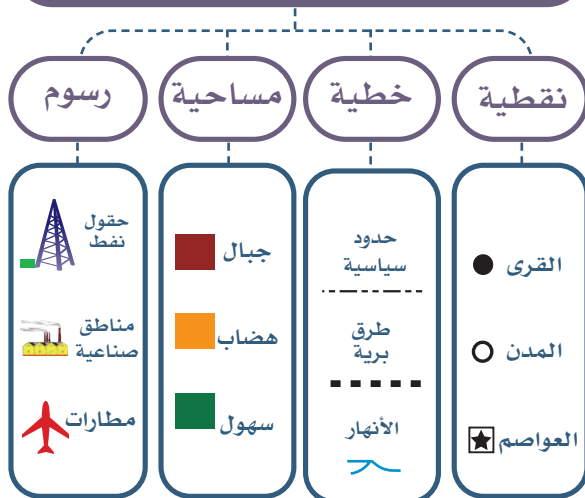 نقطية
خطية
مساحية
رسوم
القرى
المدن
العواصم
حدود
سياسية
طرق
برية
الأنهار
جبال
هضاب
سهول
حقول
نفط
مناطق
صناعية
مطارات